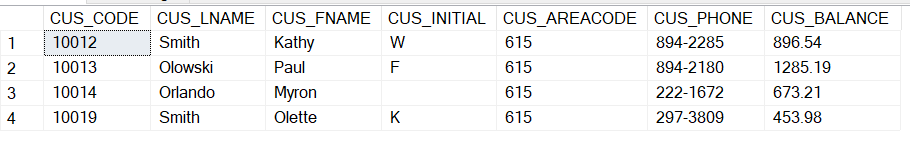 CUS_CODE CUS_LNAME CUS_FNAME CUS_INITIAL CUS_AREACODE CUS_PHONE CUS_BALANCE
1 10012 Smith Kathy W 615 894-2285 896.54
2 10013 Olowski Paul F 615 894-2180 1285.19
3 10014 Orlando Myron 615 222-1672 673.21
4 10019 Smith Olette K 615 297-3809 453.98